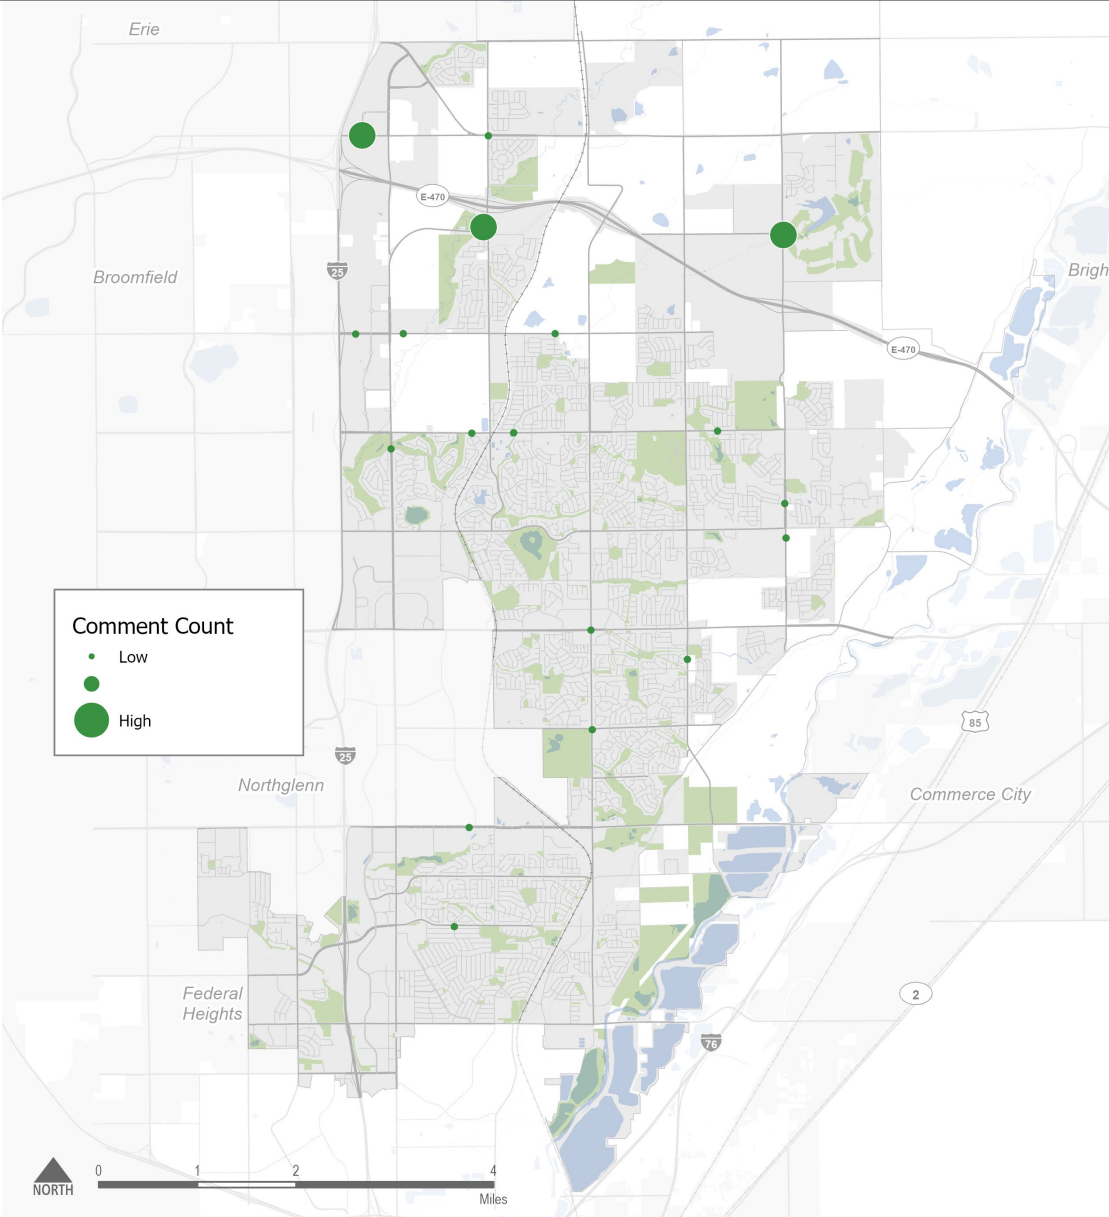 Erie
E-470
25
Broomfield
Brigh
E-470
Comment Count
Low
High
85
25
Northglenn
Commerce City
Federal
Heights
2
76
NORTH
0 1 2 4
Miles